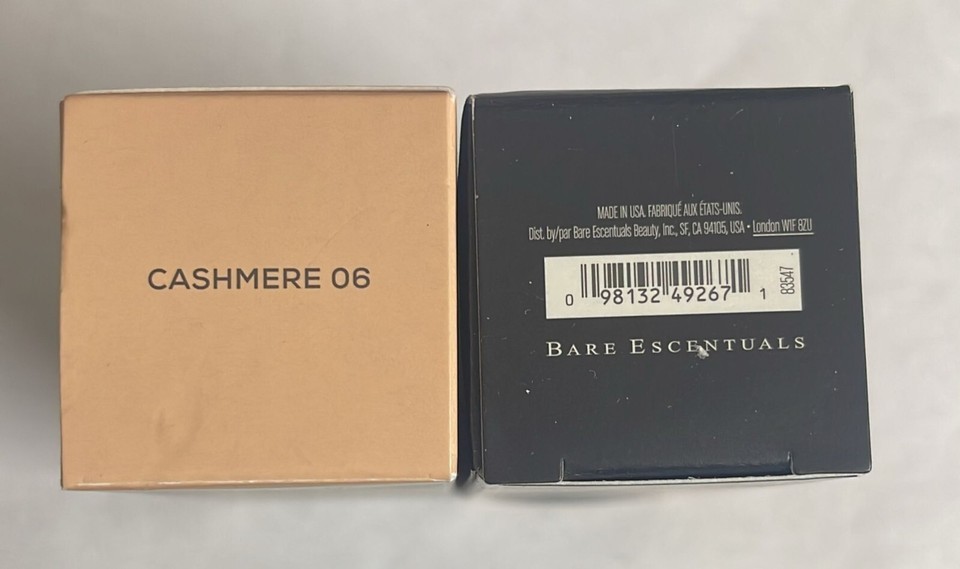 CASHMERE 06
MADE IN USA. FABRIQUÉ AUX ÉTATS-UNIS.
Dist. by/par Bare Escentuals Beauty, Inc., SF, CA 94105, USA • London W1F 8ZU
0 98132 49267 1
83547
BARE ESCENTUALS